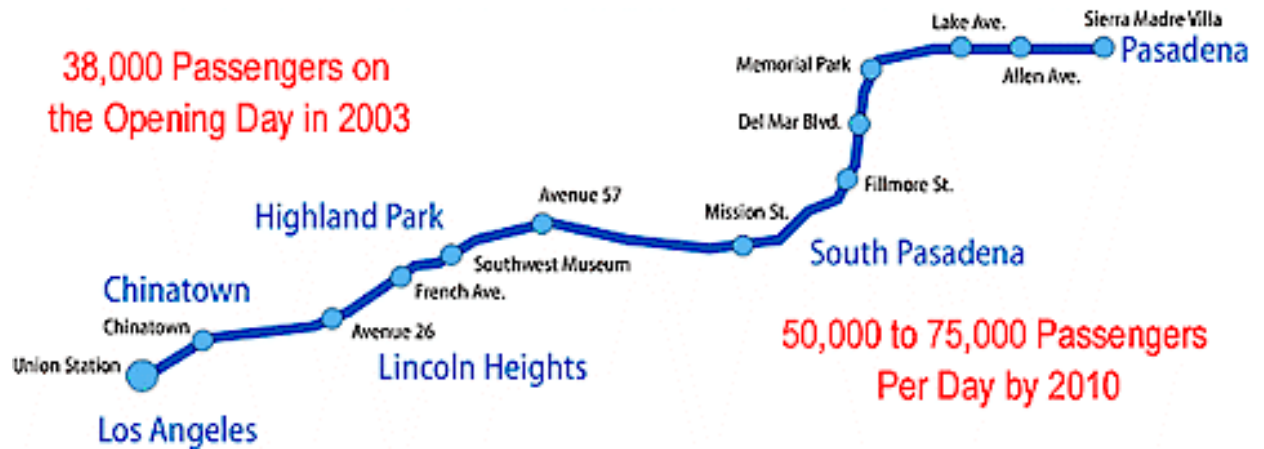 38,000 Passengers on
the Opening Day in 2003
Lake Ave.
Sierra Madre Villa
Pasadena
Memorial Park
Allen Ave.
Del Mar Blvd.
Fillmore St.
Avenue 57
Mission St.
Highland Park
South Pasadena
Southwest Museum
Chinatown
French Ave.
Chinatown
Avenue 26
Union Station
Lincoln Heights
Los Angeles
50,000 to 75,000 Passengers
Per Day by 2010